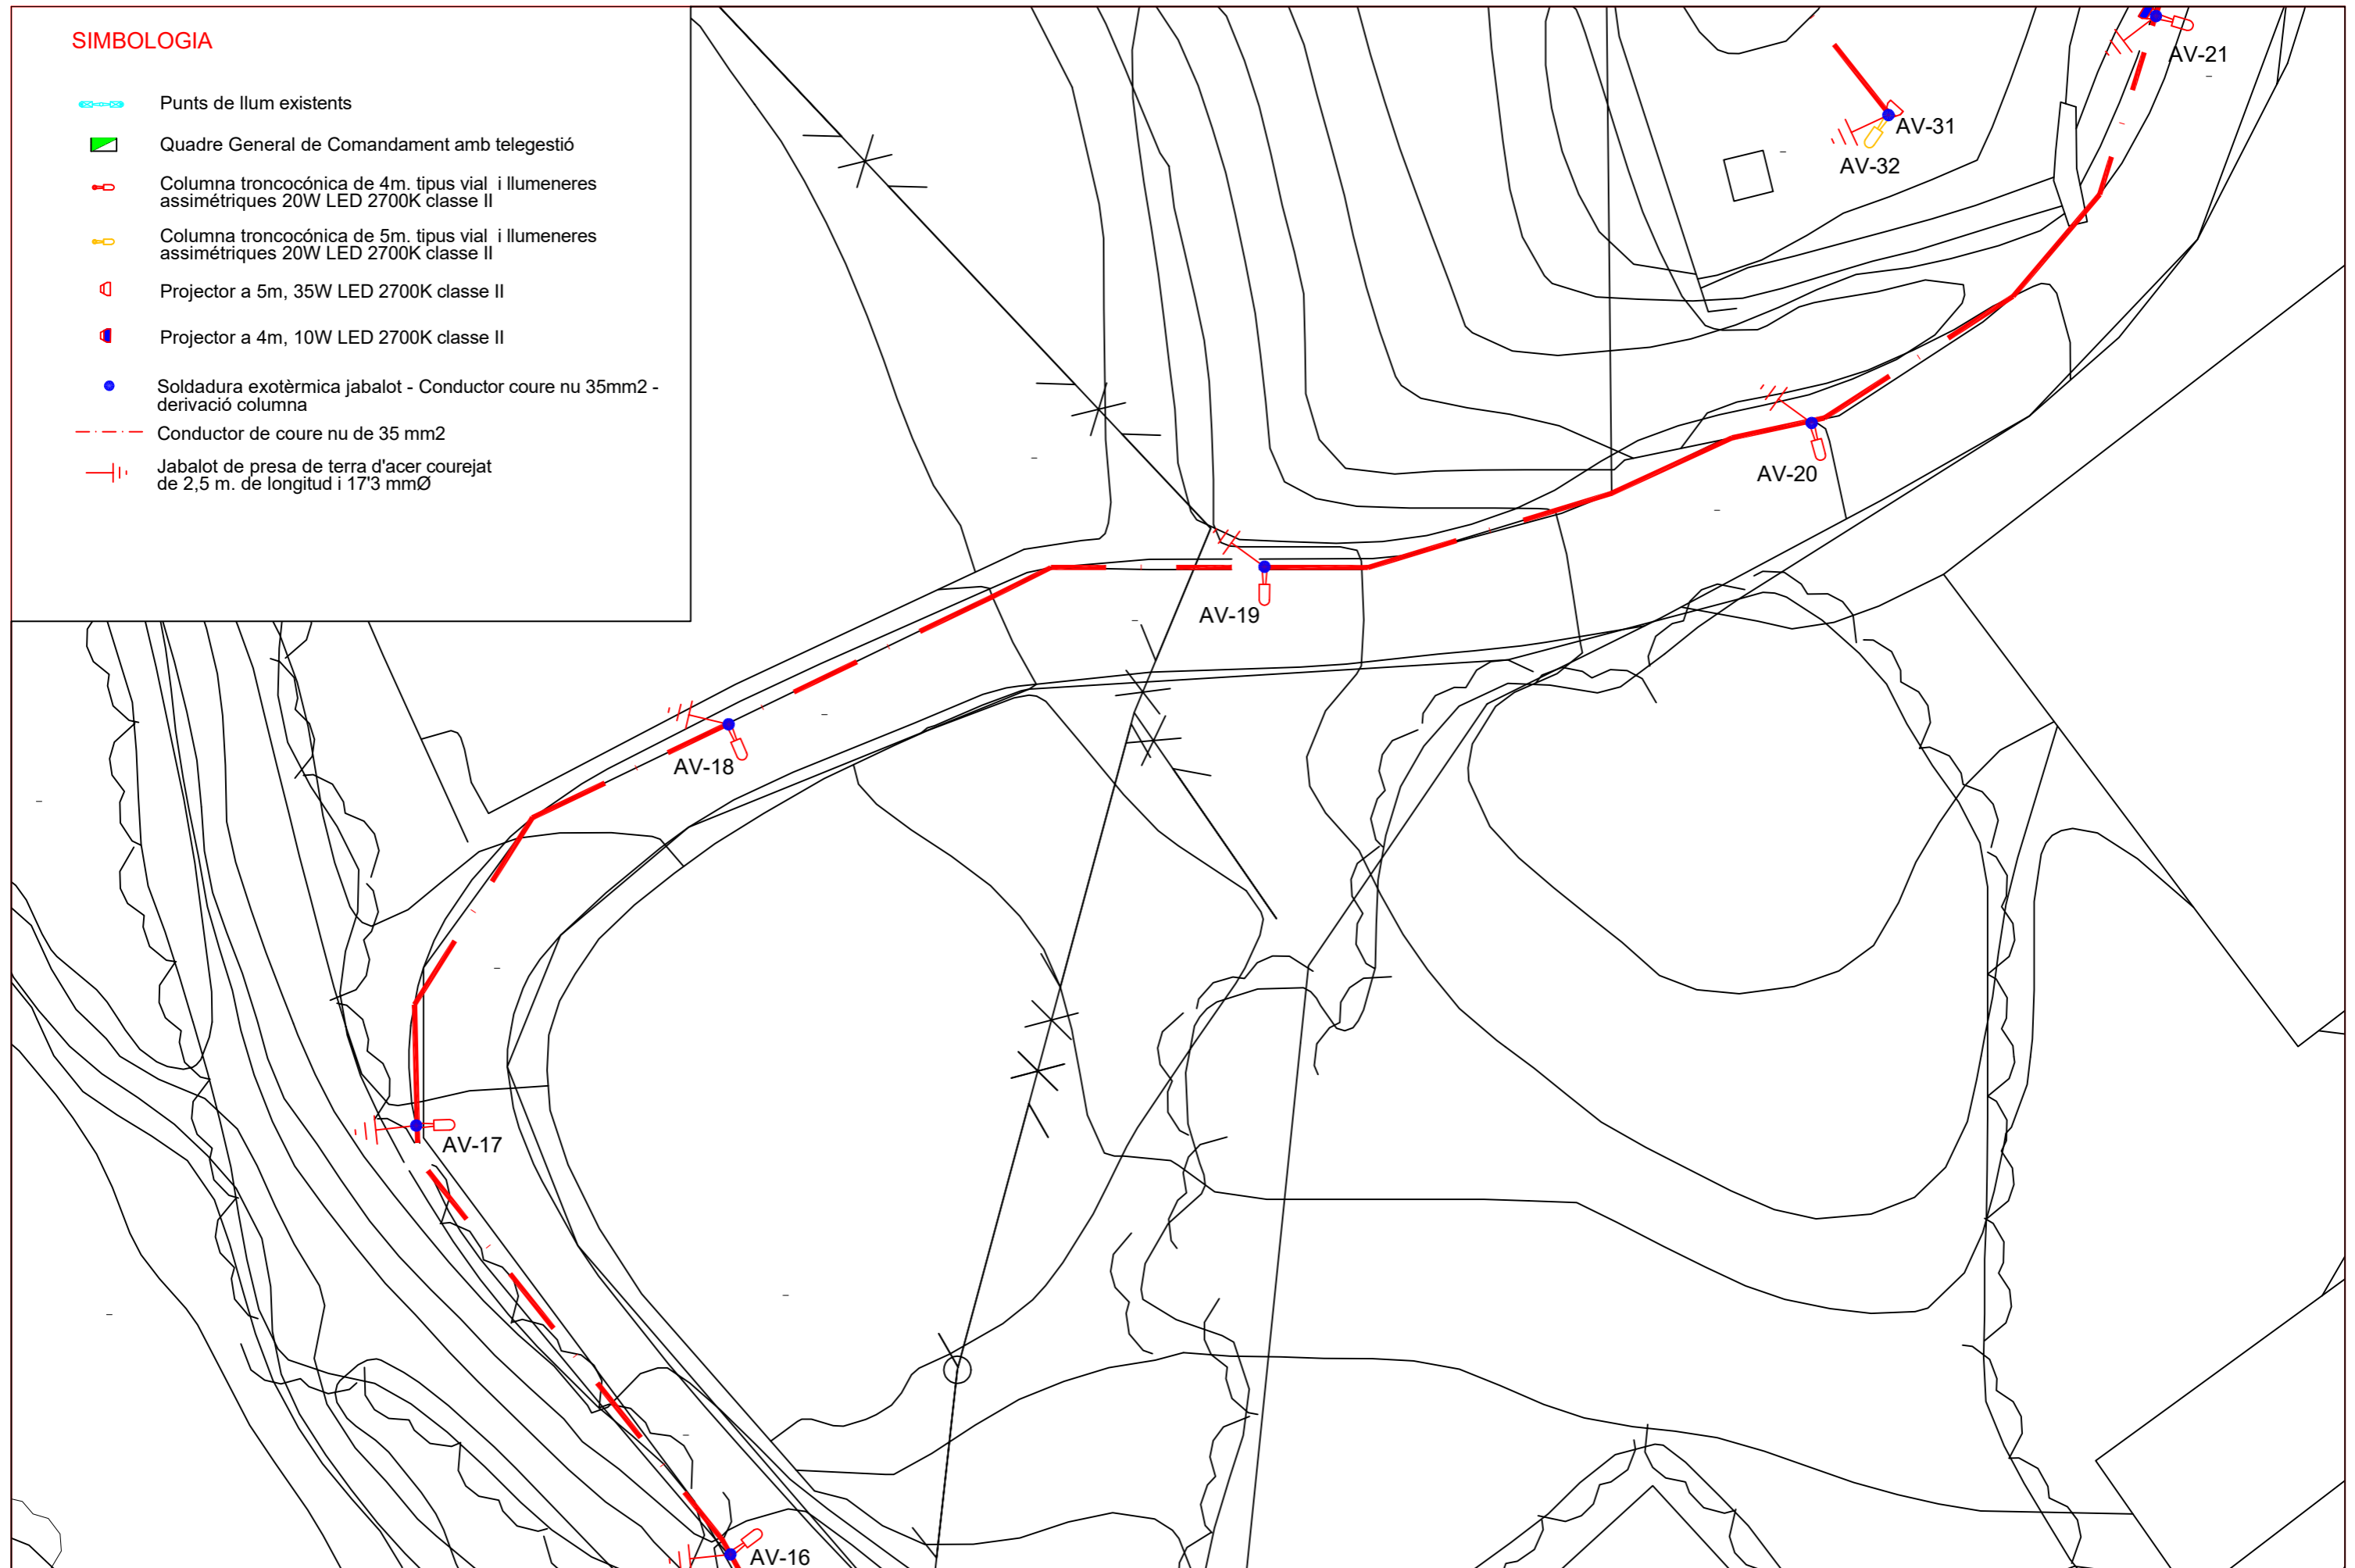 SIMBOLOGIA
Punts de llum existents
Quadre General de Comandament amb telegestió
Columna troncocónica de 4m. tipus vial i llumeneres
assimétriques 20W LED 2700K classe II
Columna troncocónica de 5m. tipus vial i llumeneres
assimétriques 20W LED 2700K classe II
Projector a 5m, 35W LED 2700K classe II
Projector a 4m, 10W LED 2700K classe II
Soldadura exotèrmica jabalot - Conductor coure nu 35mm2 -
derivació columna
Conductor de coure nu de 35 mm2
Jabalot de presa de terra d'acer courejat
de 2,5 m. de longitud i 17'3 mmØ
AV-21
AV-31
AV-32
AV-20
AV-19
AV-18
AV-17
AV-16